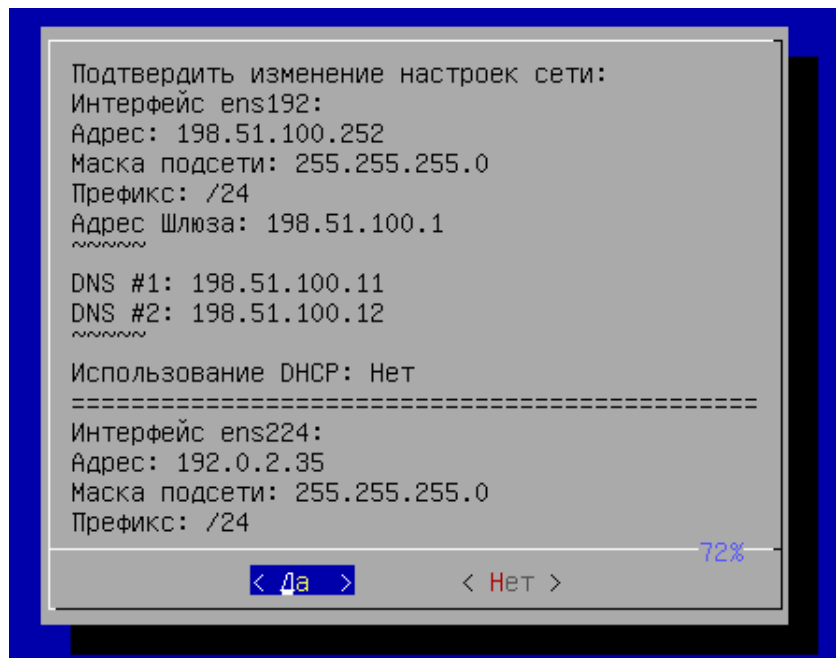 Подтвердить изменение настроек сети:
Интерфейс ens192:
Адрес: 198.51.100.252
Маска подсети: 255.255.255.0
Префикс: /24
Адрес Шлюза: 198.51.100.1
~~~~~
DNS #1: 198.51.100.11
DNS #2: 198.51.100.12
~~~~~
Использование DHCP: Нет
==============================================
Интерфейс ens224:
Адрес: 192.0.2.35
Маска подсети: 255.255.255.0
Префикс: /24
72%
< Да > < Нет >